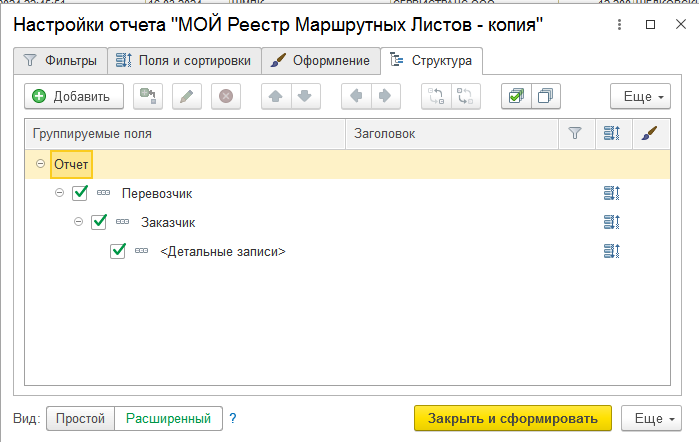 Настройки отчета "МОЙ Реестр Маршрутных Листов - копия"
Фильтры Поля и сортировки Оформление Структура
Добавить Еще
Группируемые поля Заголовок
Отчет
Перевозчик
Заказчик
<Детальные записи>
Вид: Простой Расширенный ? Закрыть и сформировать Еще